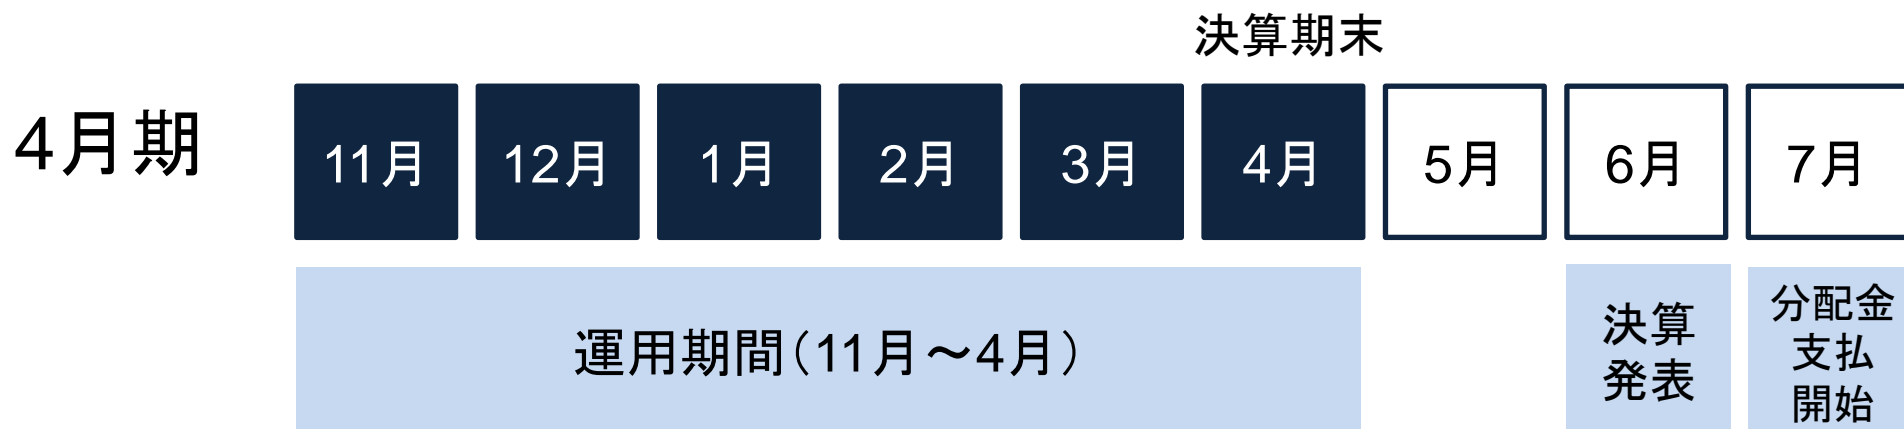 決算期末
4月期
11月
12月
1月
2月
3月
4月
5月
6月
7月
運用期間(11月～4月)
決算
発表
分配金
支払
開始